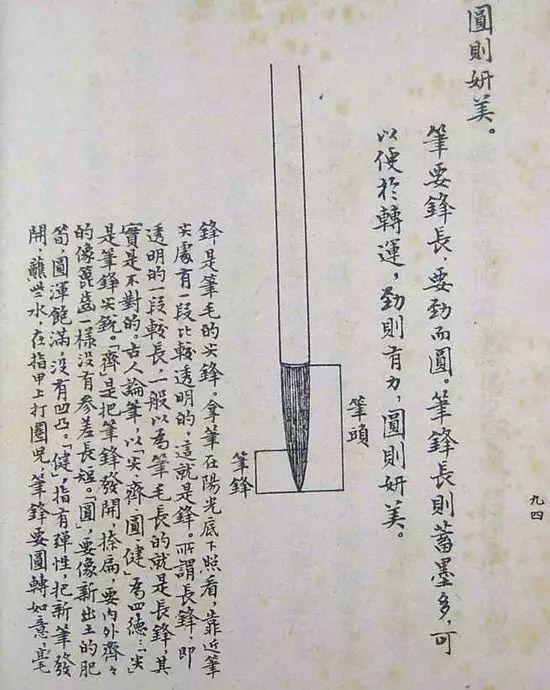 圓則妍美。
筆要鋒長、要勁而圓。筆鋒長則蓄墨多,可
以便於轉運,勁則有力,圓則妍美。
筆頭
筆鋒
鋒是筆毛的尖鋒。拿筆在陽光底下照看,靠近筆
尖處有一段比較透明的,這就是鋒。所謂長鋒,即
透明的一段較長,一般以為筆毛長的就是長鋒,其
實是不對的。古人論筆,以「尖、齊、圓、健」為四德:「尖」
是筆鋒尖銳。「齊」是把筆鋒發開,捺扁,要內外齊々
的像篦齒一樣沒有參差長短。「圓」要像新出土的肥
筍,圓渾飽滿,沒有凹凸。「健」,指有彈性,把新筆發
開,蘸些水,在指甲上打圈兒,筆鋒要圓轉如意,毫
九四